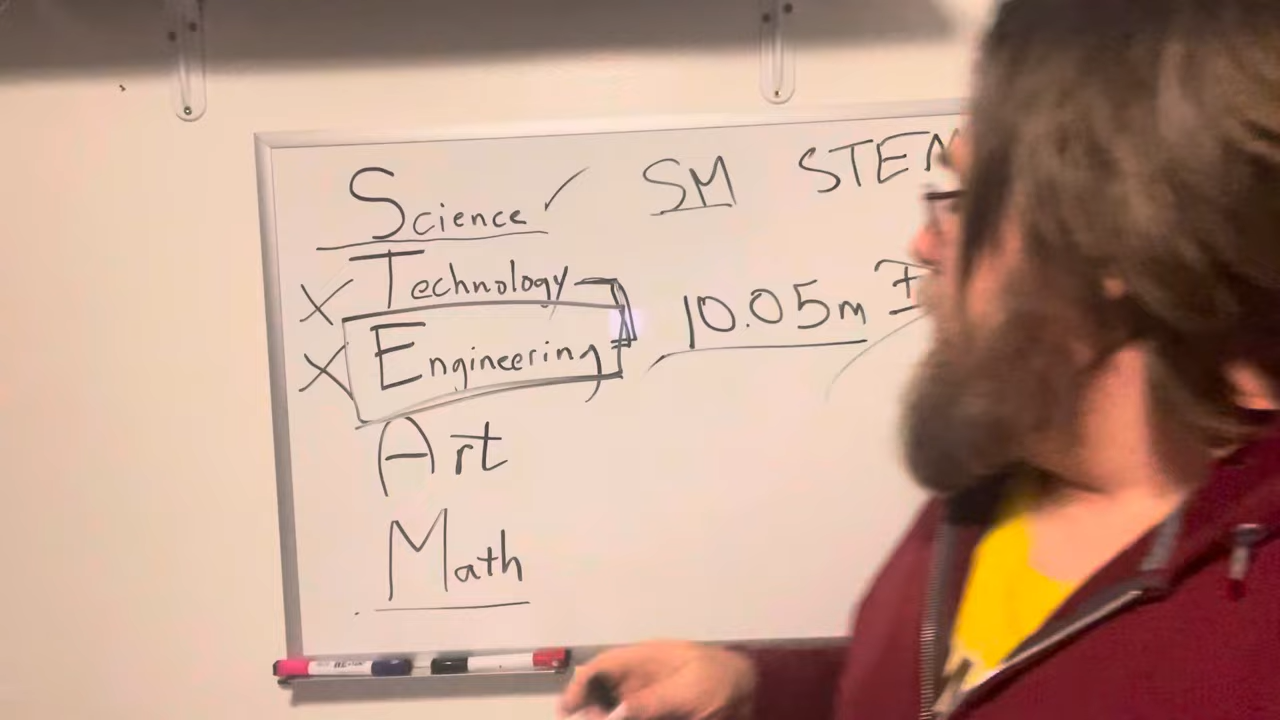 Science ✓ SM STEM
X Technology
10.05m
X Engineering
Art
Math